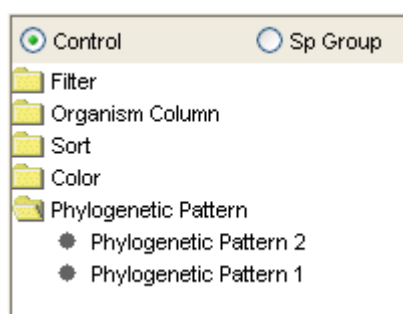 Control Sp Group
Filter
Organism Column
Sort
Color
Phylogenetic Pattern
Phylogenetic Pattern 2
Phylogenetic Pattern 1